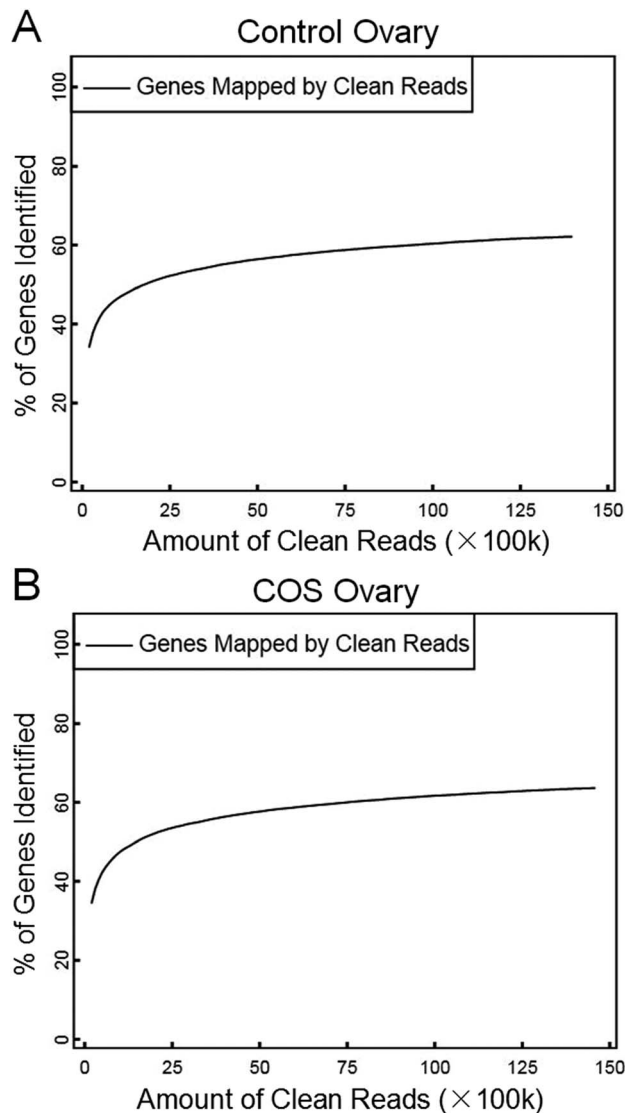 A
Control Ovary
Genes Mapped by Clean Reads
% of Genes Identified
100
80
60
40
20
0
0 25 50 75 100 125 150
Amount of Clean Reads (×100k)
B
COS Ovary
Genes Mapped by Clean Reads
% of Genes Identified
100
80
60
40
20
0
0 25 50 75 100 125 150
Amount of Clean Reads (×100k)